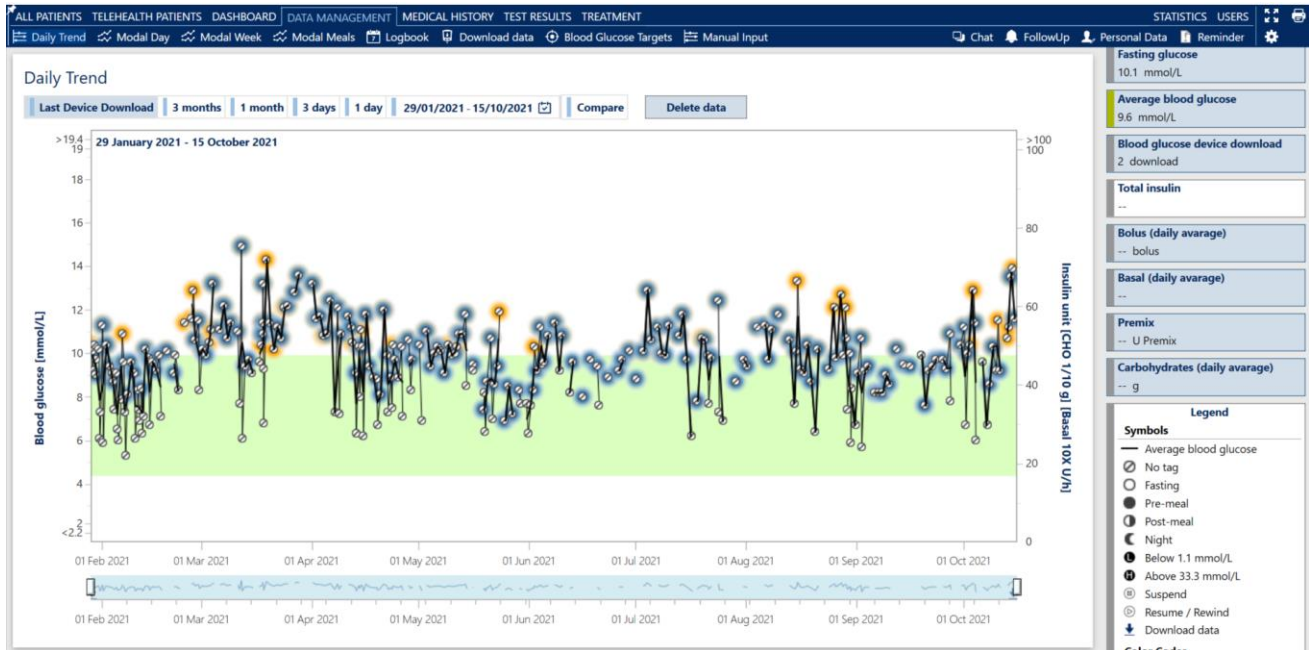 ALL PATIENTS TELEHEALTH PATIENTS DASHBOARD DATA MANAGEMENT MEDICAL HISTORY TEST RESULTS TREATMENT STATISTICS USERS
Daily Trend Modal Day Modal Week Modal Meals 7 Logbook Download data Blood Glucose Targets Manual Input Chat FollowUp Personal Data Reminder
Daily Trend
Last Device Download 3 months 1 month 3 days 1 day 29/01/2021 - 15/10/2021 Compare Delete data
29 January 2021 - 15 October 2021
Blood glucose [mmol/L]
>19.4
19
18
16
14
12
10
8
6
4
2
<2.2
>100
100
80
60
40
20
0
Insulin unit [CHO 1/10 g] [Basal 10X U/h]
01 Feb 2021 01 Mar 2021 01 Apr 2021 01 May 2021 01 Jun 2021 01 Jul 2021 01 Aug 2021 01 Sep 2021 01 Oct 2021
01 Feb 2021 01 Mar 2021 01 Apr 2021 01 May 2021 01 Jun 2021 01 Jul 2021 01 Aug 2021 01 Sep 2021 01 Oct 2021
Fasting glucose
10.1 mmol/L
Average blood glucose
9.6 mmol/L
Blood glucose device download
2 download
Total insulin
--
Bolus (daily avarage)
-- bolus
Basal (daily avarage)
--
Premix
-- U Premix
Carbohydrates (daily avarage)
-- g
Legend
Symbols
Average blood glucose
No tag
Fasting
Pre-meal
Post-meal
Night
L Below 1.1 mmol/L
H Above 33.3 mmol/L
Suspend
Resume / Rewind
Download data